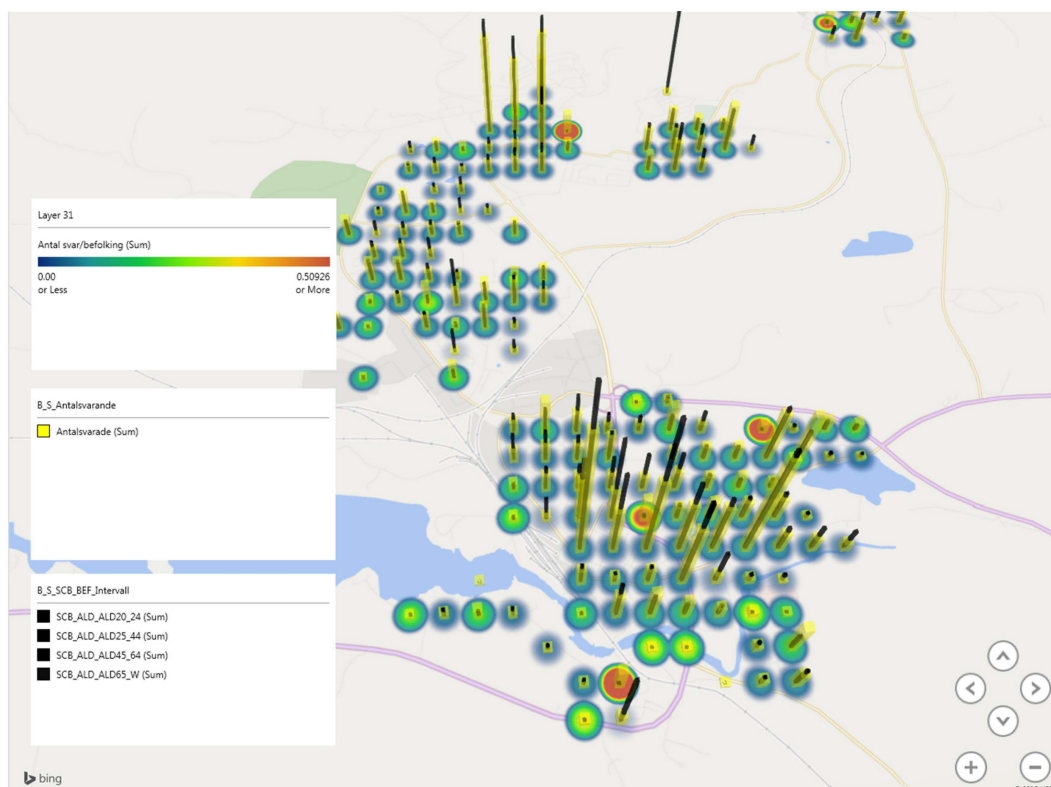 Layer 31
Antal svar/befolking (Sum)
0.00
or Less
0.50926
or More
B_S_Antalsvarande
Antalsvarade (Sum)
B_S_SCB_BEF_Intervall
SCB_ALD_ALD20_24 (Sum)
SCB_ALD_ALD25_44 (Sum)
SCB_ALD_ALD45_64 (Sum)
SCB_ALD_ALD65_W (Sum)
bing